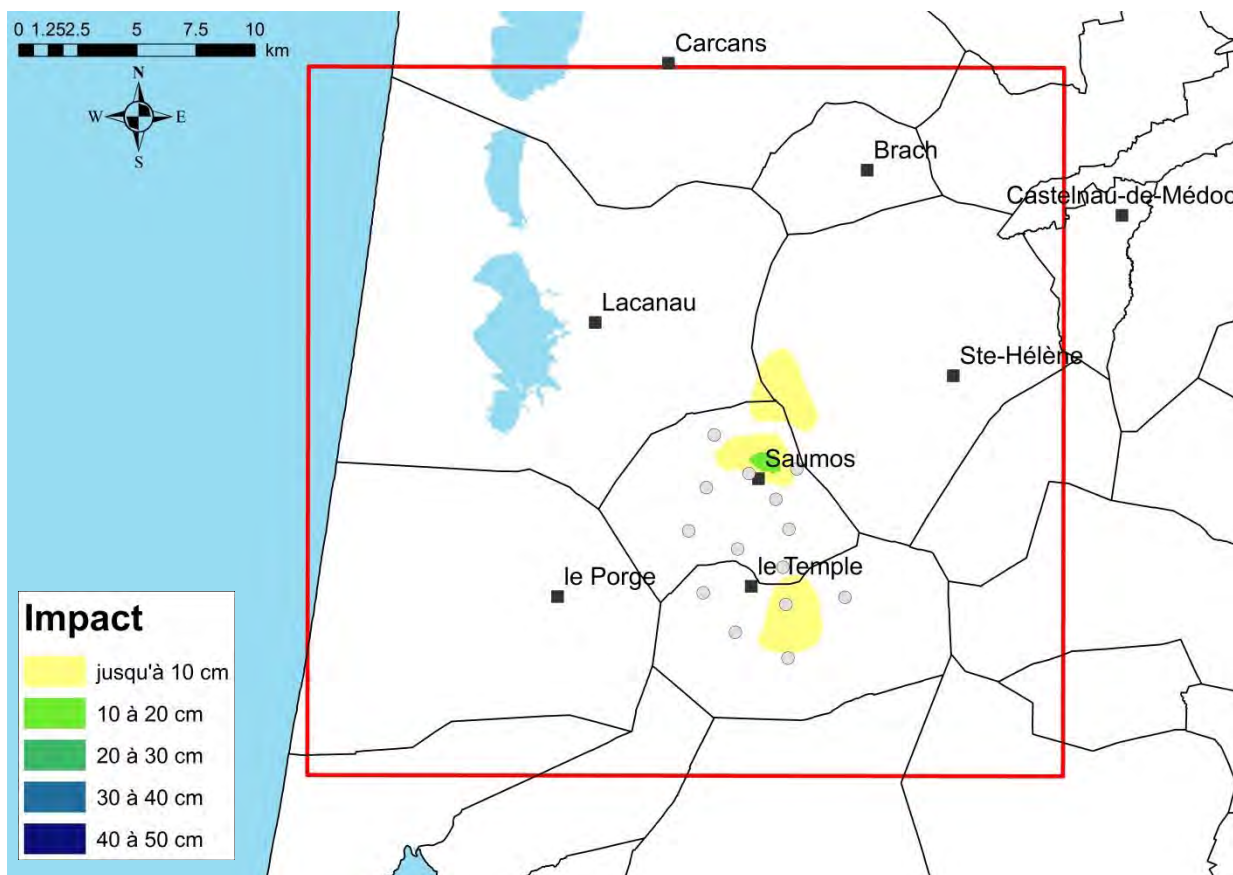 0 1.252.5 5 7.5 10
km
N
W E
S
Carcans
Brach
Castelnau-de-Médoc
Lacanau
Ste-Hélène
Saumos
le Porge
le Temple
Impact
jusqu'à 10 cm
10 à 20 cm
20 à 30 cm
30 à 40 cm
40 à 50 cm